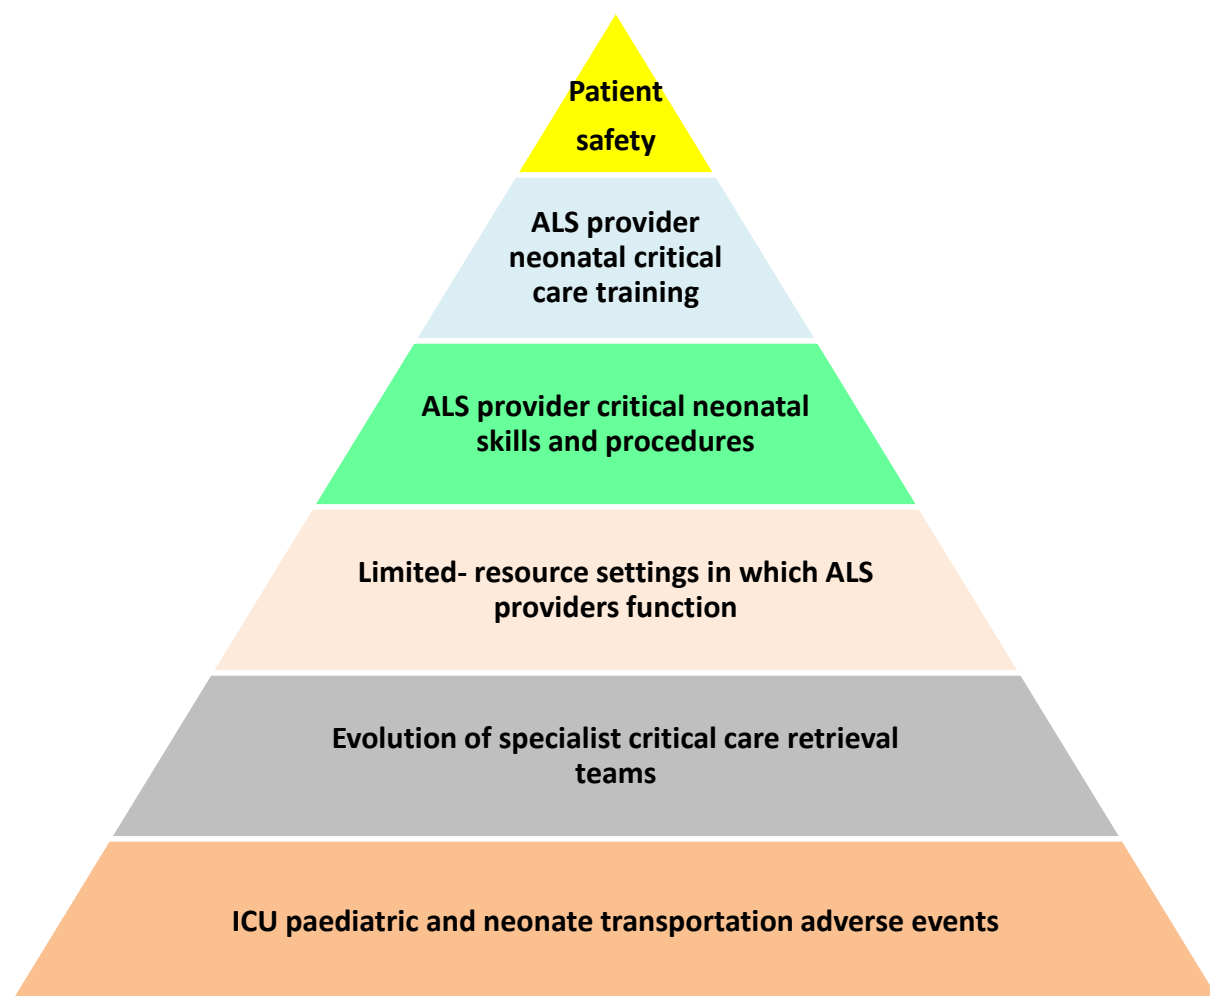 Patient
safety
ALS provider
neonatal critical
care training
ALS provider critical neonatal
skills and procedures
Limited- resource settings in which ALS
providers function
Evolution of specialist critical care retrieval
teams
ICU paediatric and neonate transportation adverse events